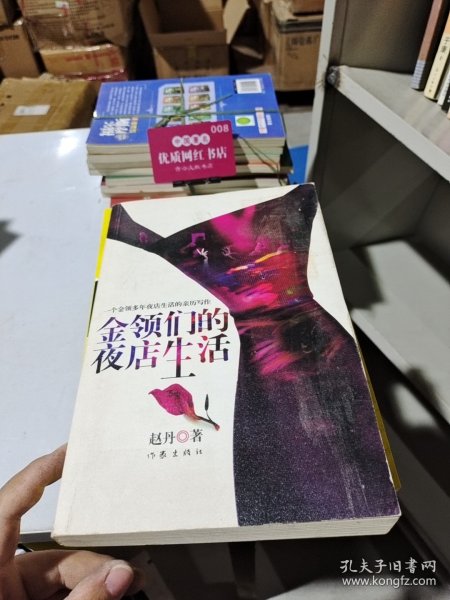 008
优质网红书店
一个金领多年夜店生活的亲历写作
金领们的
夜店生活
赵丹◎著
作家出版社
孔夫子旧书网
www.kongfz.com